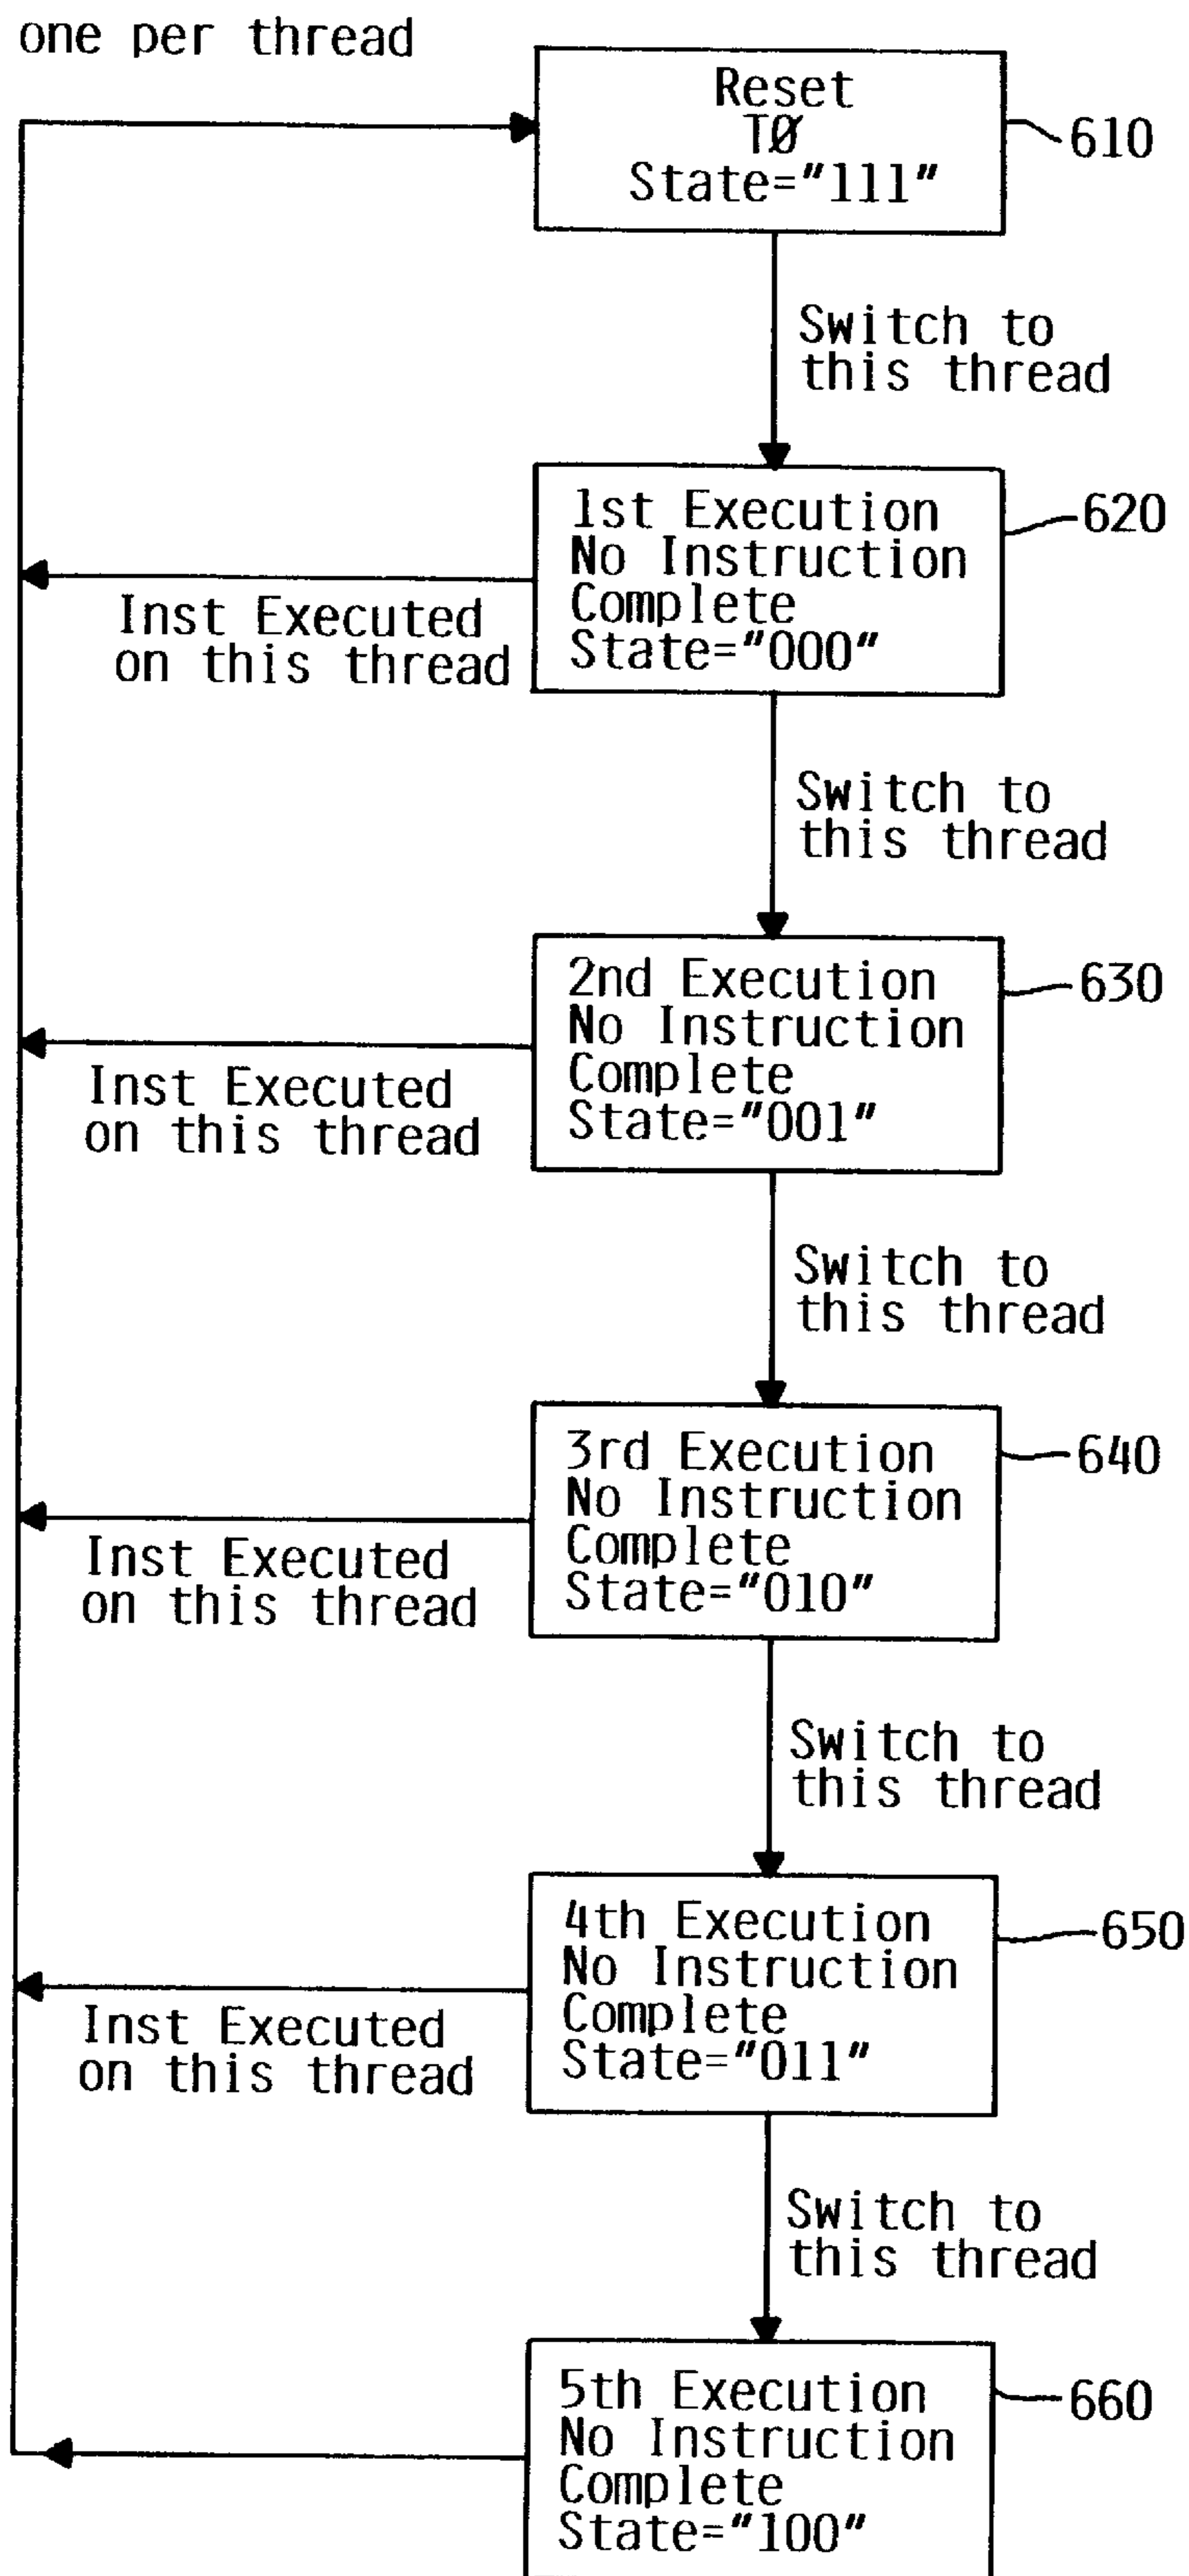 one per thread
Reset
TØ
State="111"
610
Switch to
this thread
1st Execution
No Instruction
Complete
State="000"
620
Inst Executed
on this thread
Switch to
this thread
2nd Execution
No Instruction
Complete
State="001"
630
Inst Executed
on this thread
Switch to
this thread
3rd Execution
No Instruction
Complete
State="010"
640
Inst Executed
on this thread
Switch to
this thread
4th Execution
No Instruction
Complete
State="011"
650
Inst Executed
on this thread
Switch to
this thread
5th Execution
No Instruction
Complete
State="100"
660